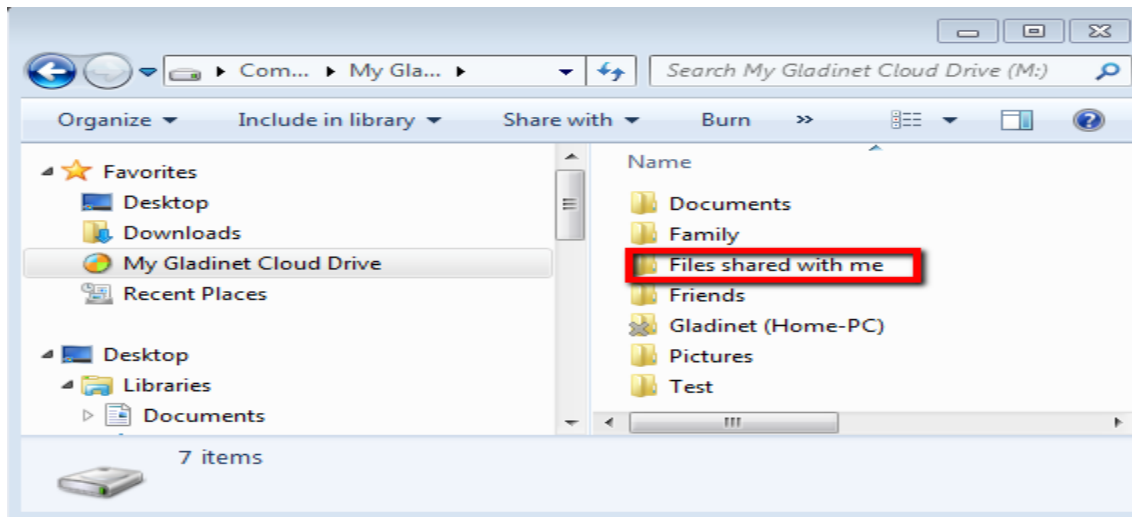 Com... My Gla...
Search My Gladinet Cloud Drive (M:)
Organize Include in library Share with Burn »
Favorites
Desktop
Downloads
My Gladinet Cloud Drive
Recent Places
Desktop
Libraries
Documents
Name
Documents
Family
Files shared with me
Friends
Gladinet (Home-PC)
Pictures
Test
7 items